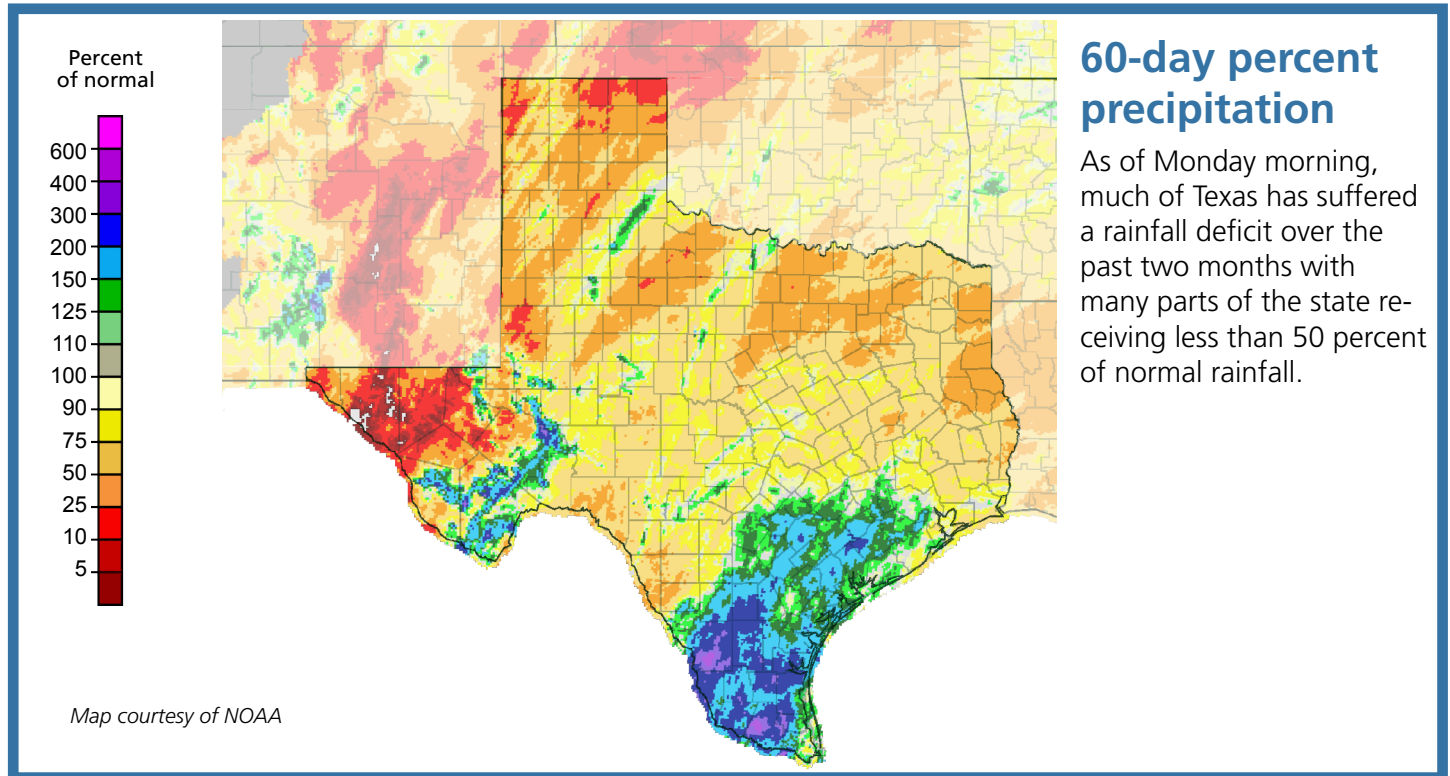 Percent
of normal
600
400
300
200
150
125
110
100
90
75
50
25
10
5
Map courtesy of NOAA
60-day percent
precipitation
As of Monday morning,
much of Texas has suffered
a rainfall deficit over the
past two months with
many parts of the state re-
ceiving less than 50 percent
of normal rainfall.